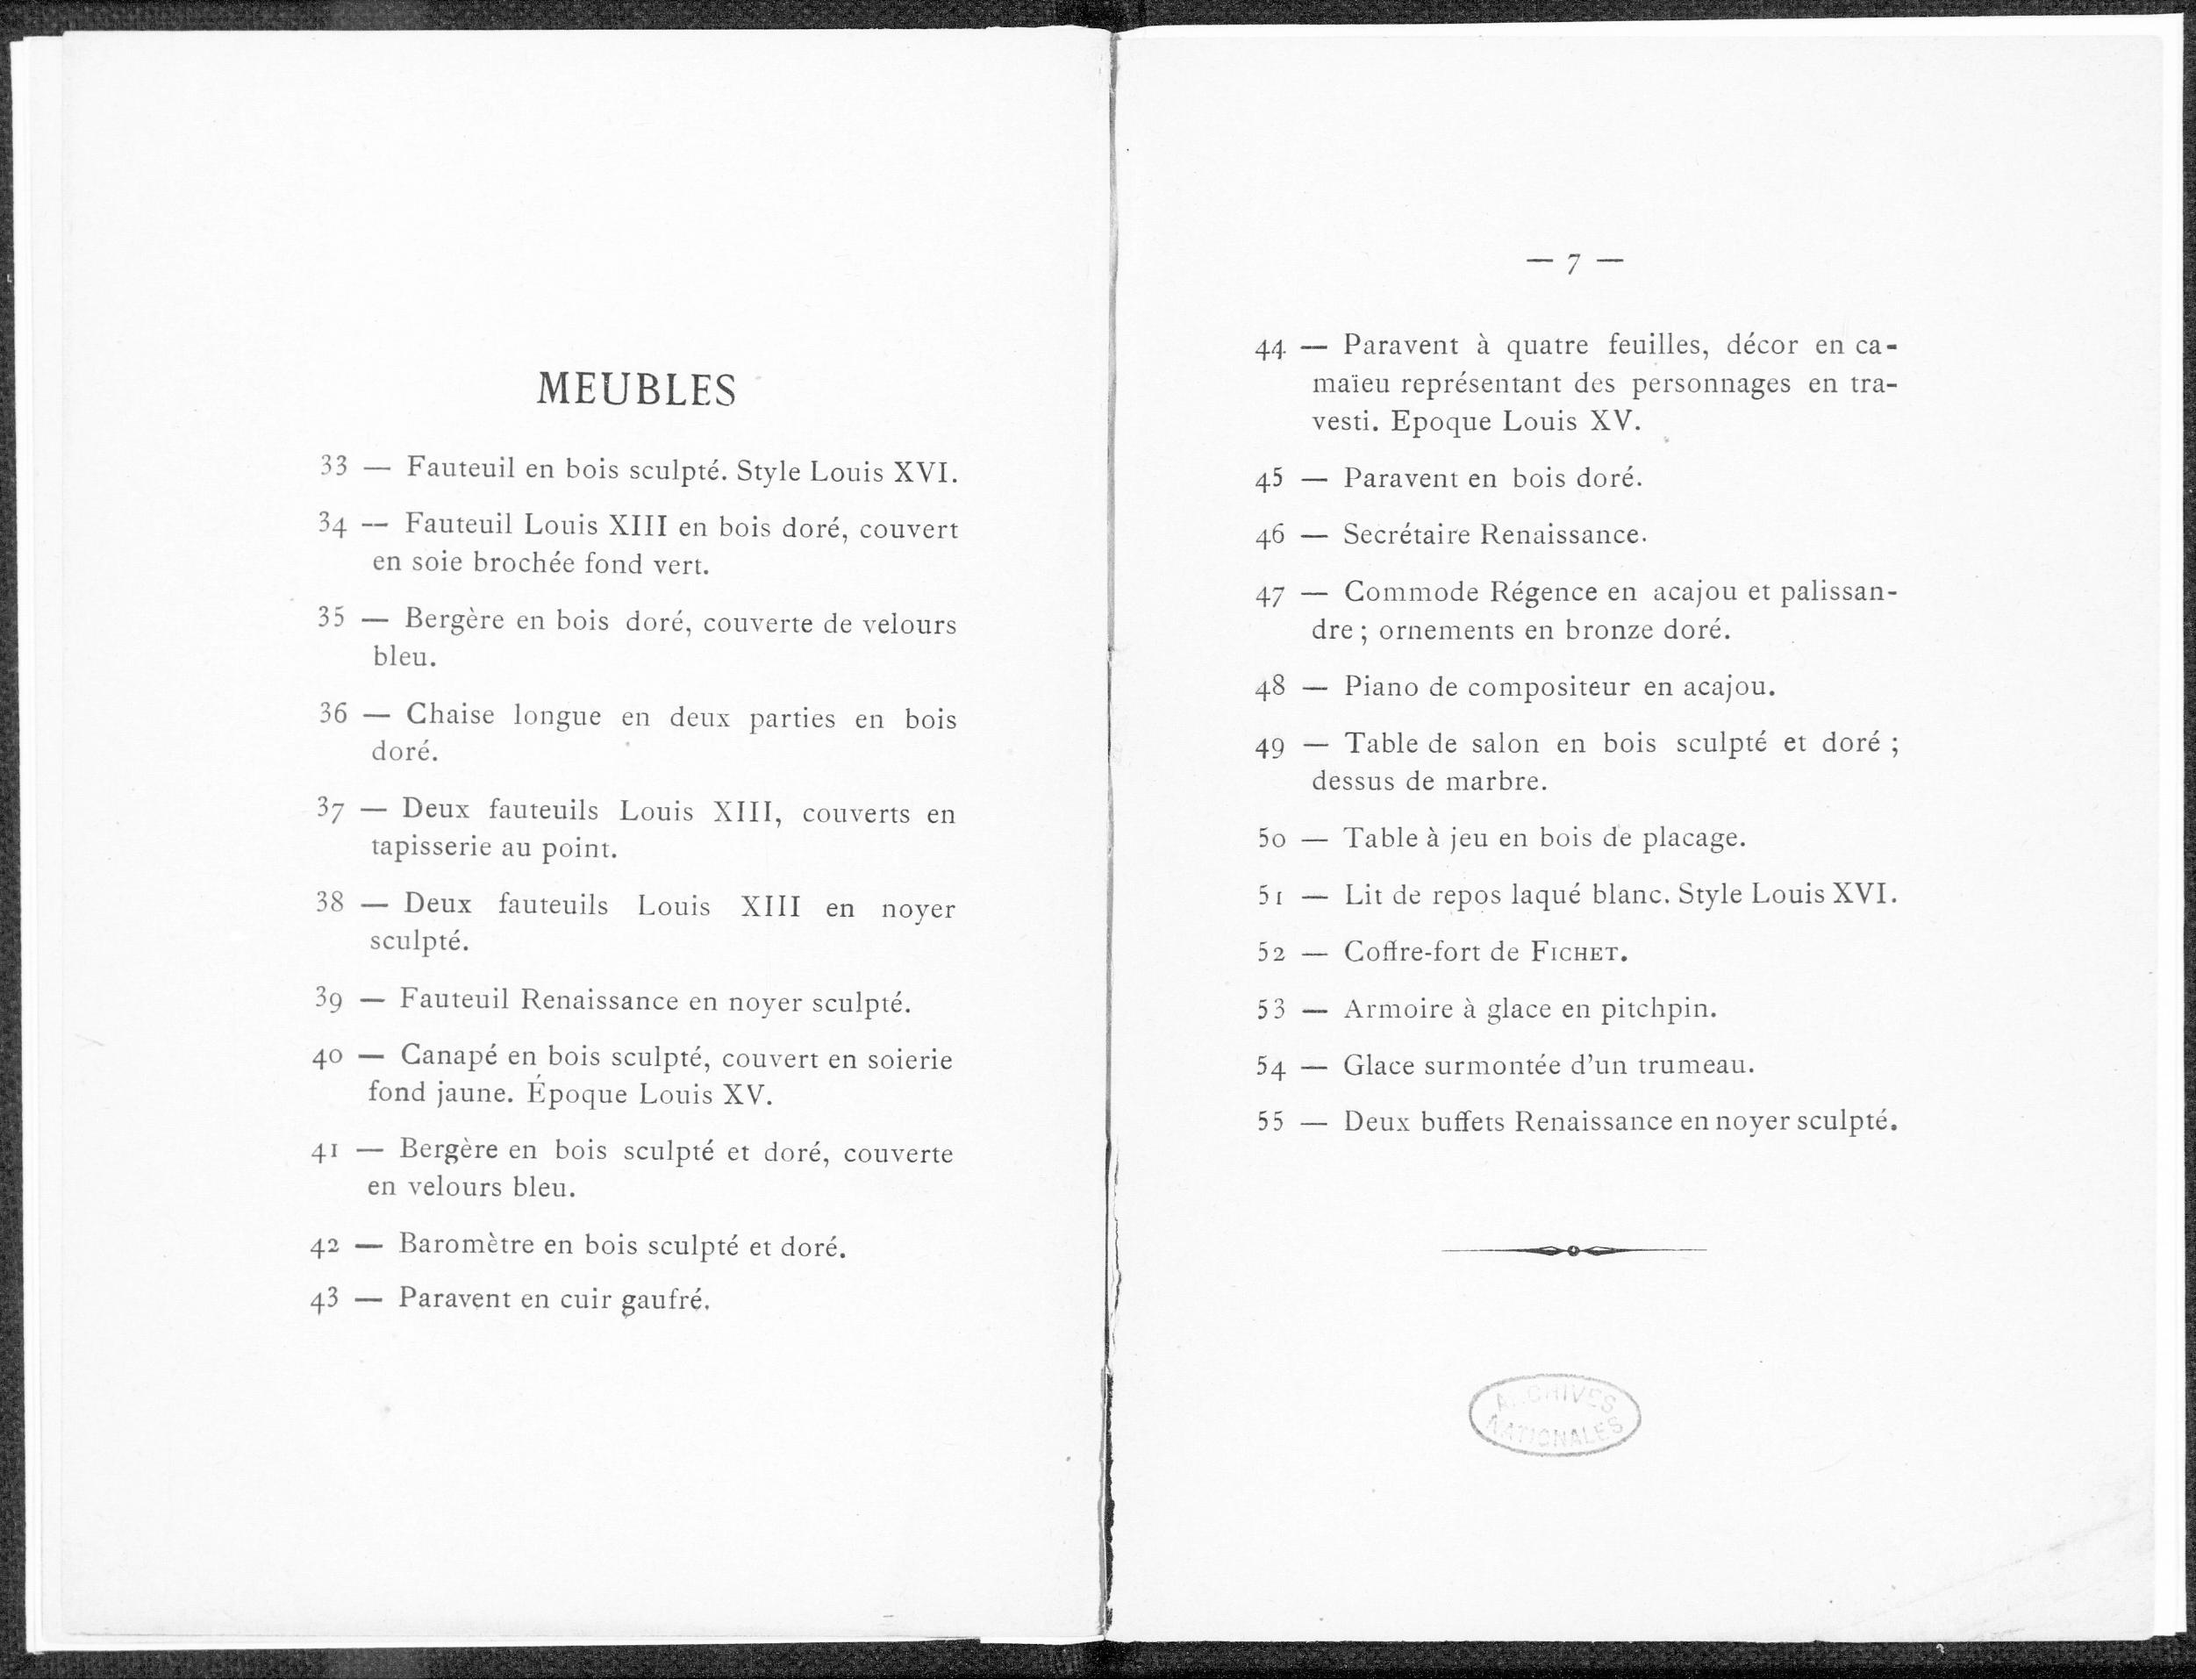 MEUBLES
33 — Fauteuil en bois sculpté. Style Louis XVI.
34 — Fauteuil Louis XIII en bois doré, couvert
en soie brochée fond vert.
35 — Bergère en bois doré, couverte de velours
bleu.
36 — Chaise longue en deux parties en bois
doré.
37 — Deux fauteuils Louis XIII, couverts en
tapisserie au point.
38 — Deux fauteuils Louis XIII en noyer
sculpté.
39 — Fauteuil Renaissance en noyer sculpté.
40 — Canapé en bois sculpté, couvert en soierie
fond jaune. Époque Louis XV.
41 — Bergère en bois sculpté et doré, couverte
en velours bleu.
42 — Baromètre en bois sculpté et doré.
43 — Paravent en cuir gaufré.
— 7 —
44 — Paravent à quatre feuilles, décor en ca-
maïeu représentant des personnages en tra-
vesti. Epoque Louis XV.
45 — Paravent en bois doré.
46 — Secrétaire Renaissance.
47 — Commode Régence en acajou et palissan-
dre ; ornements en bronze doré.
48 — Piano de compositeur en acajou.
49 — Table de salon en bois sculpté et doré ;
dessus de marbre.
50 — Table à jeu en bois de placage.
51 — Lit de repos laqué blanc. Style Louis XVI.
52 — Coffre-fort de FICHET.
53 — Armoire à glace en pitchpin.
54 — Glace surmontée d'un trumeau.
55 — Deux buffets Renaissance en noyer sculpté.
ARCHIVES
NATIONALES